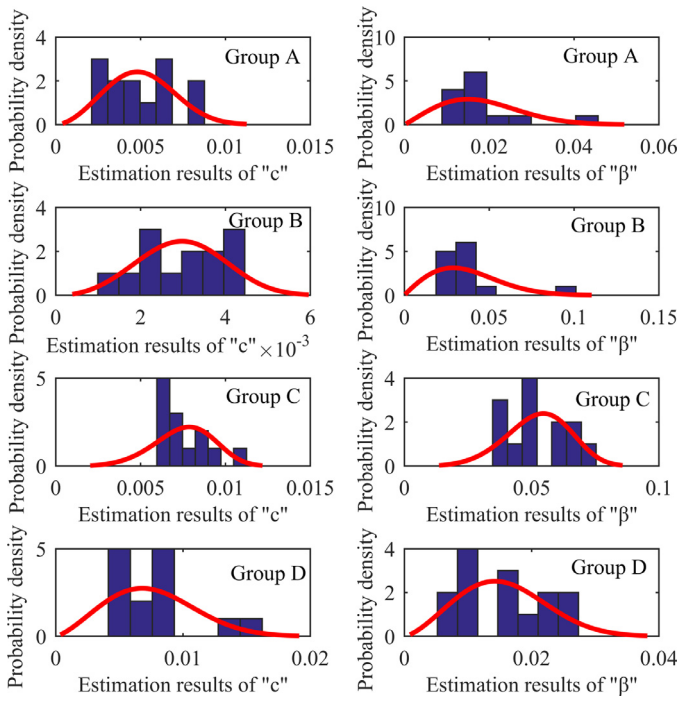 Probability density
4
2
0
0
0.005
0.01
0.015
Group A
Estimation results of "c"
Probability density
10
5
0
0
0.02
0.04
0.06
Group A
Estimation results of "β"
Probability density
4
2
0
2
4
6
Group B
Estimation results of "c" ×10-3
Probability density
10
5
0
0
0.05
0.1
0.15
Group B
Estimation results of "β"
Probability density
5
0
0
0.005
0.01
0.015
Group C
Estimation results of "c"
Probability density
4
2
0
0
0.05
0.1
Group C
Estimation results of "β"
Probability density
5
0
0
0.01
0.02
Group D
Estimation results of "c"
Probability density
4
2
0
0
0.02
0.04
Group D
Estimation results of "β"